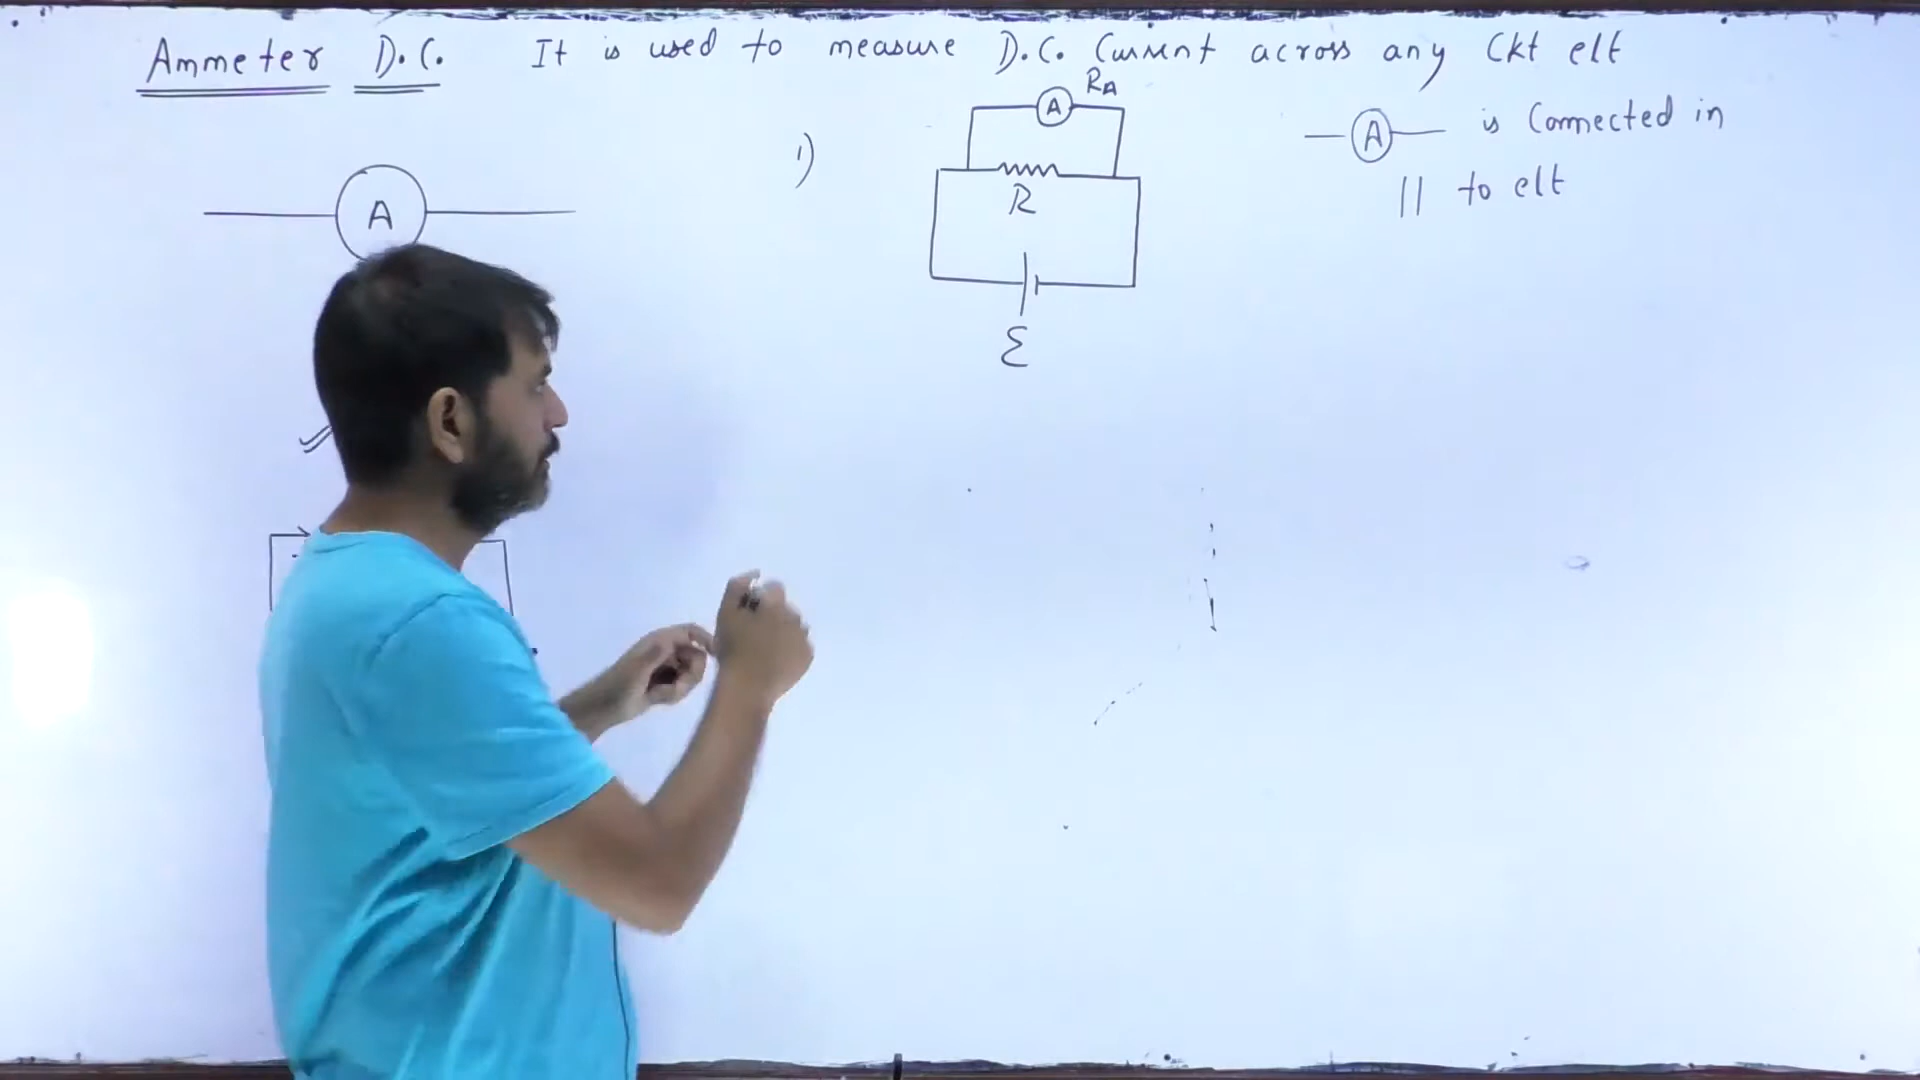 Ammeter D.C. It is used to measure D.C. Current across any Ckt elt
A
1)
A RA
R
ε
A is Connected in
|| to elt